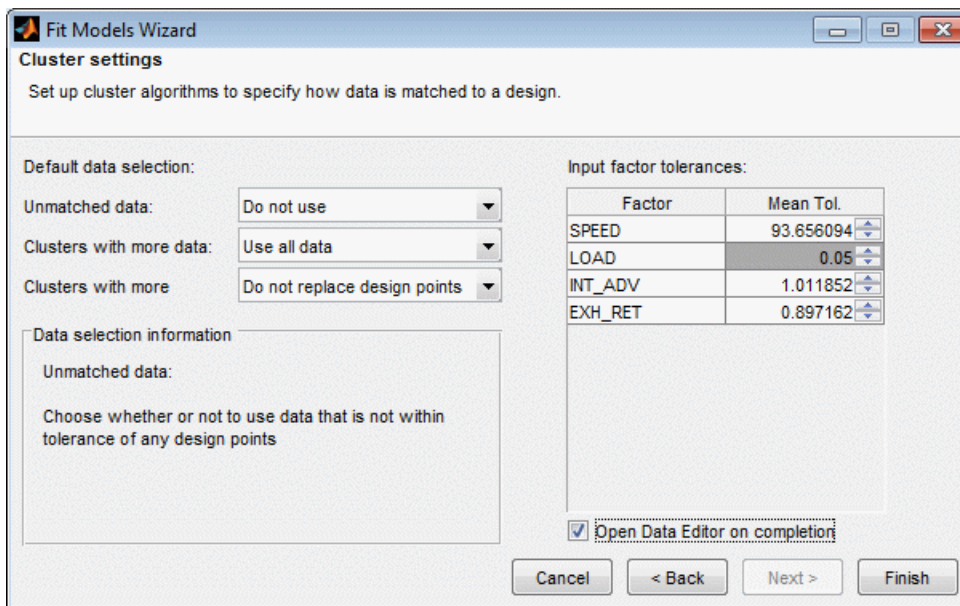 Fit Models Wizard
Cluster settings
Set up cluster algorithms to specify how data is matched to a design.
Default data selection:
Unmatched data:
Do not use
Clusters with more data:
Use all data
Clusters with more
Do not replace design points
Data selection information
Unmatched data:
Choose whether or not to use data that is not within
tolerance of any design points
Input factor tolerances:
Factor Mean Tol.
SPEED 93.656094
LOAD 0.05
INT_ADV 1.011852
EXH_RET 0.897162
Open Data Editor on completion
Cancel < Back Next > Finish